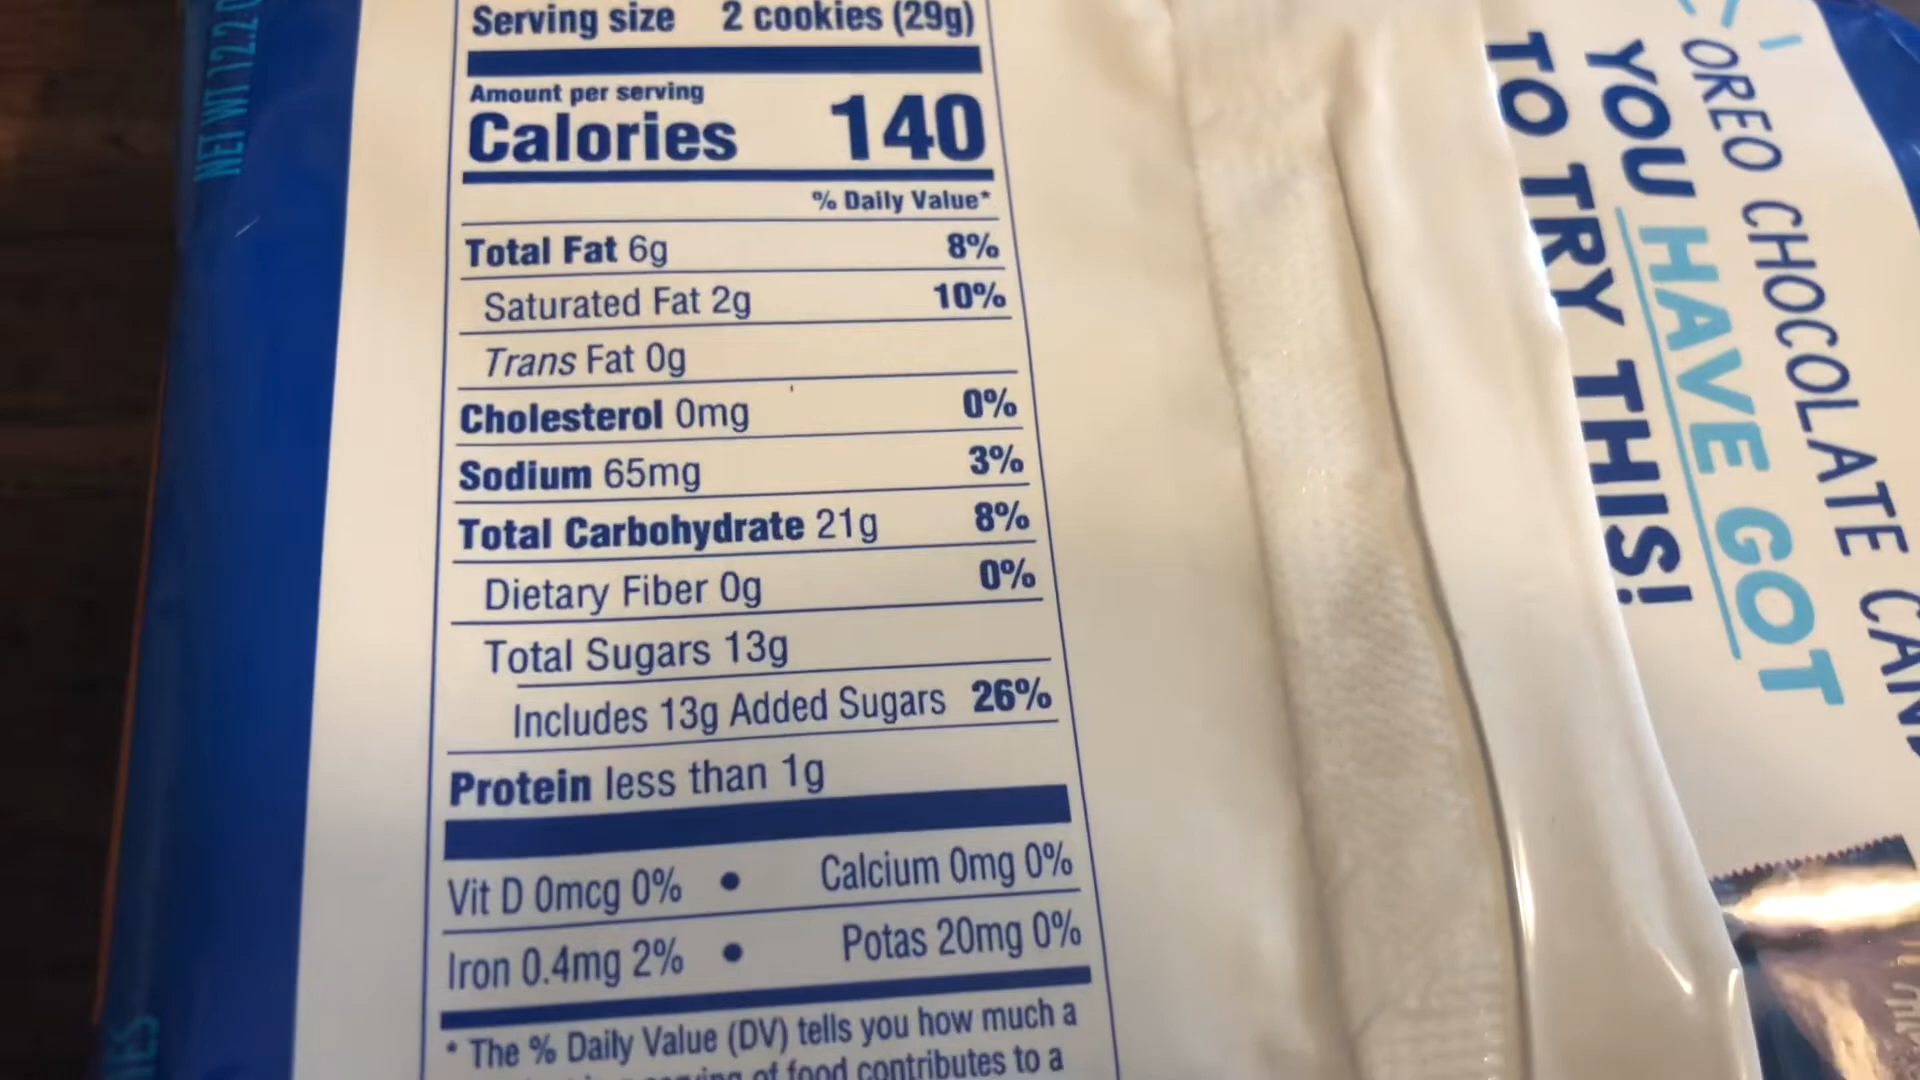 Serving size 2 cookies (29g)
Amount per serving
Calories 140
% Daily Value*
Total Fat 6g 8%
Saturated Fat 2g 10%
Trans Fat 0g
Cholesterol 0mg 0%
Sodium 65mg 3%
Total Carbohydrate 21g 8%
Dietary Fiber 0g 0%
Total Sugars 13g
Includes 13g Added Sugars 26%
Protein less than 1g
Vit D 0mcg 0% • Calcium 0mg 0%
Iron 0.4mg 2% • Potas 20mg 0%
* The % Daily Value (DV) tells you how much a
of food contributes to a
NET WT 12.2
OREO CHOCOLATE
YOU HAVE GOT
TO TRY THIS!